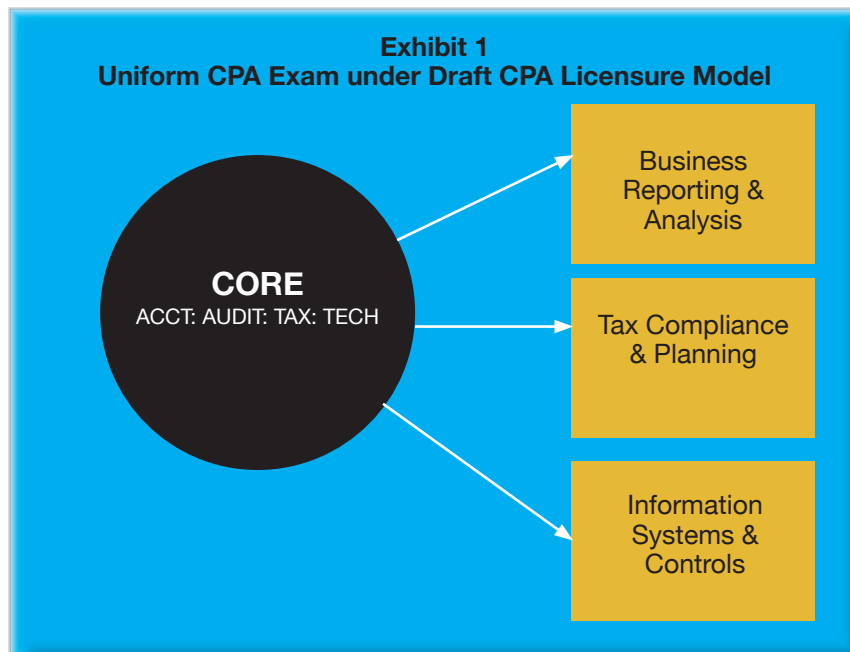 Exhibit 1
Uniform CPA Exam under Draft CPA Licensure Model
CORE
ACCT: AUDIT: TAX: TECH
Business
Reporting &
Analysis
Tax Compliance
& Planning
Information
Systems &
Controls